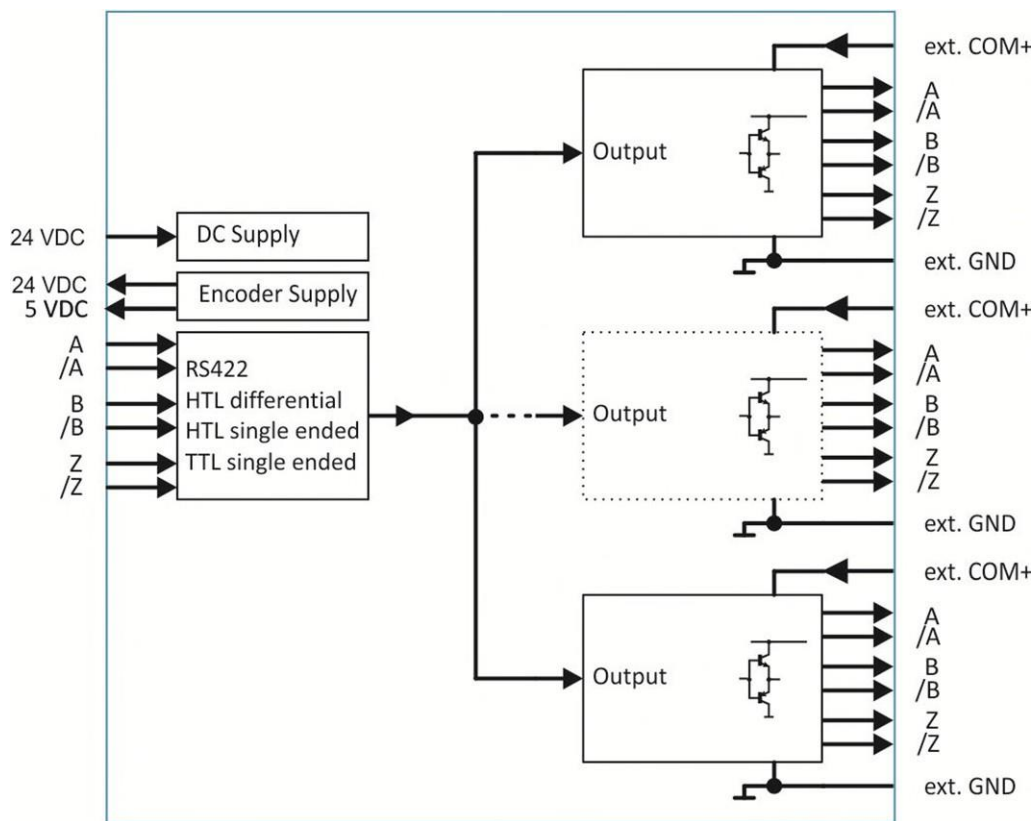 24 VDC
DC Supply
24 VDC
5 VDC
Encoder Supply
A
/A
B
/B
Z
/Z
RS422
HTL differential
HTL single ended
TTL single ended
ext. COM+
Output
A
/A
B
/B
Z
/Z
ext. GND
ext. COM+
Output
A
/A
B
/B
Z
/Z
ext. GND
ext. COM+
Output
A
/A
B
/B
Z
/Z
ext. GND